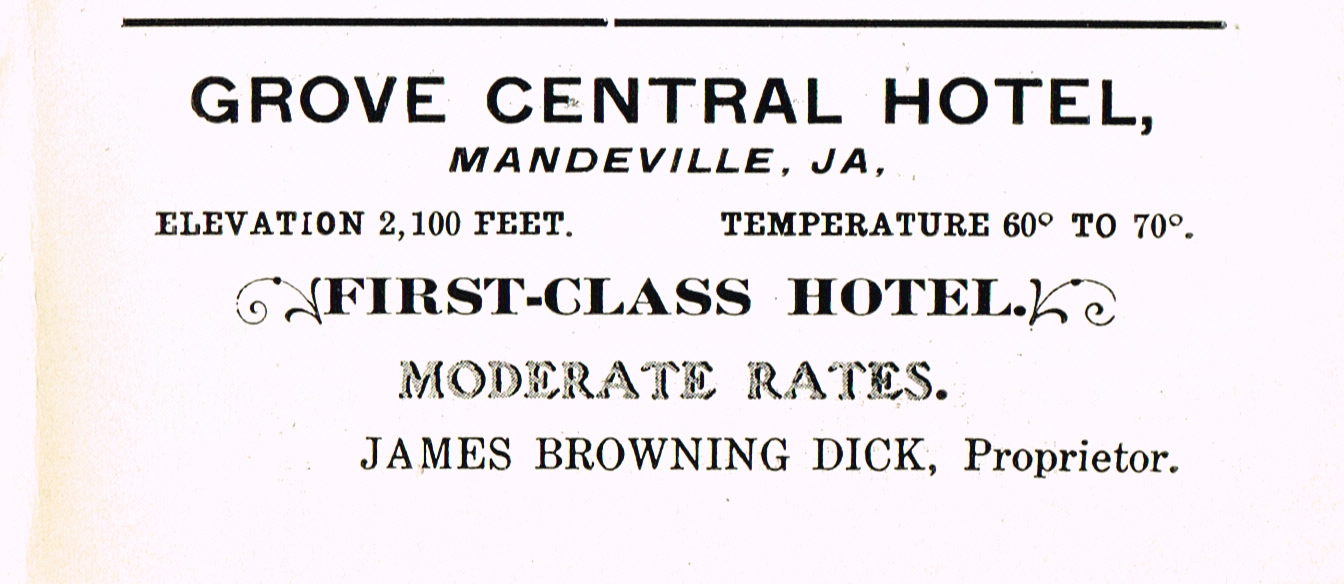 GROVE CENTRAL HOTEL,
MANDEVILLE, JA,
ELEVATION 2,100 FEET. TEMPERATURE 60° TO 70°.
FIRST-CLASS HOTEL.
MODERATE RATES.
JAMES BROWNING DICK, Proprietor.